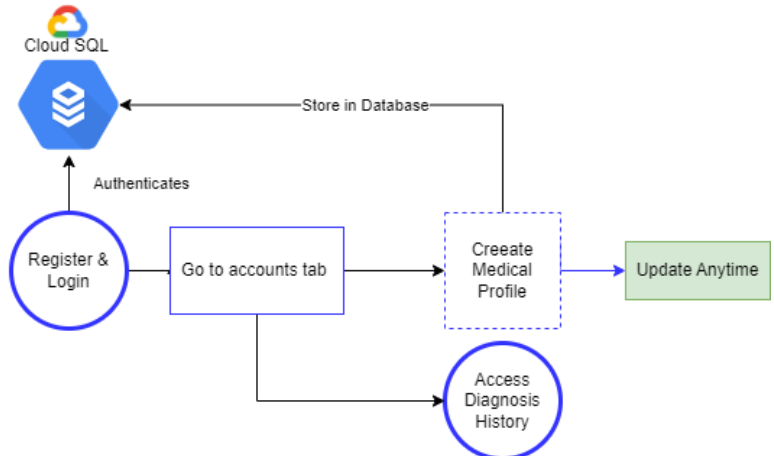 Cloud SQL
Store in Database
Authenticates
Register &
Login
Go to accounts tab
Creeate
Medical
Profile
Update Anytime
Access
Diagnosis
History